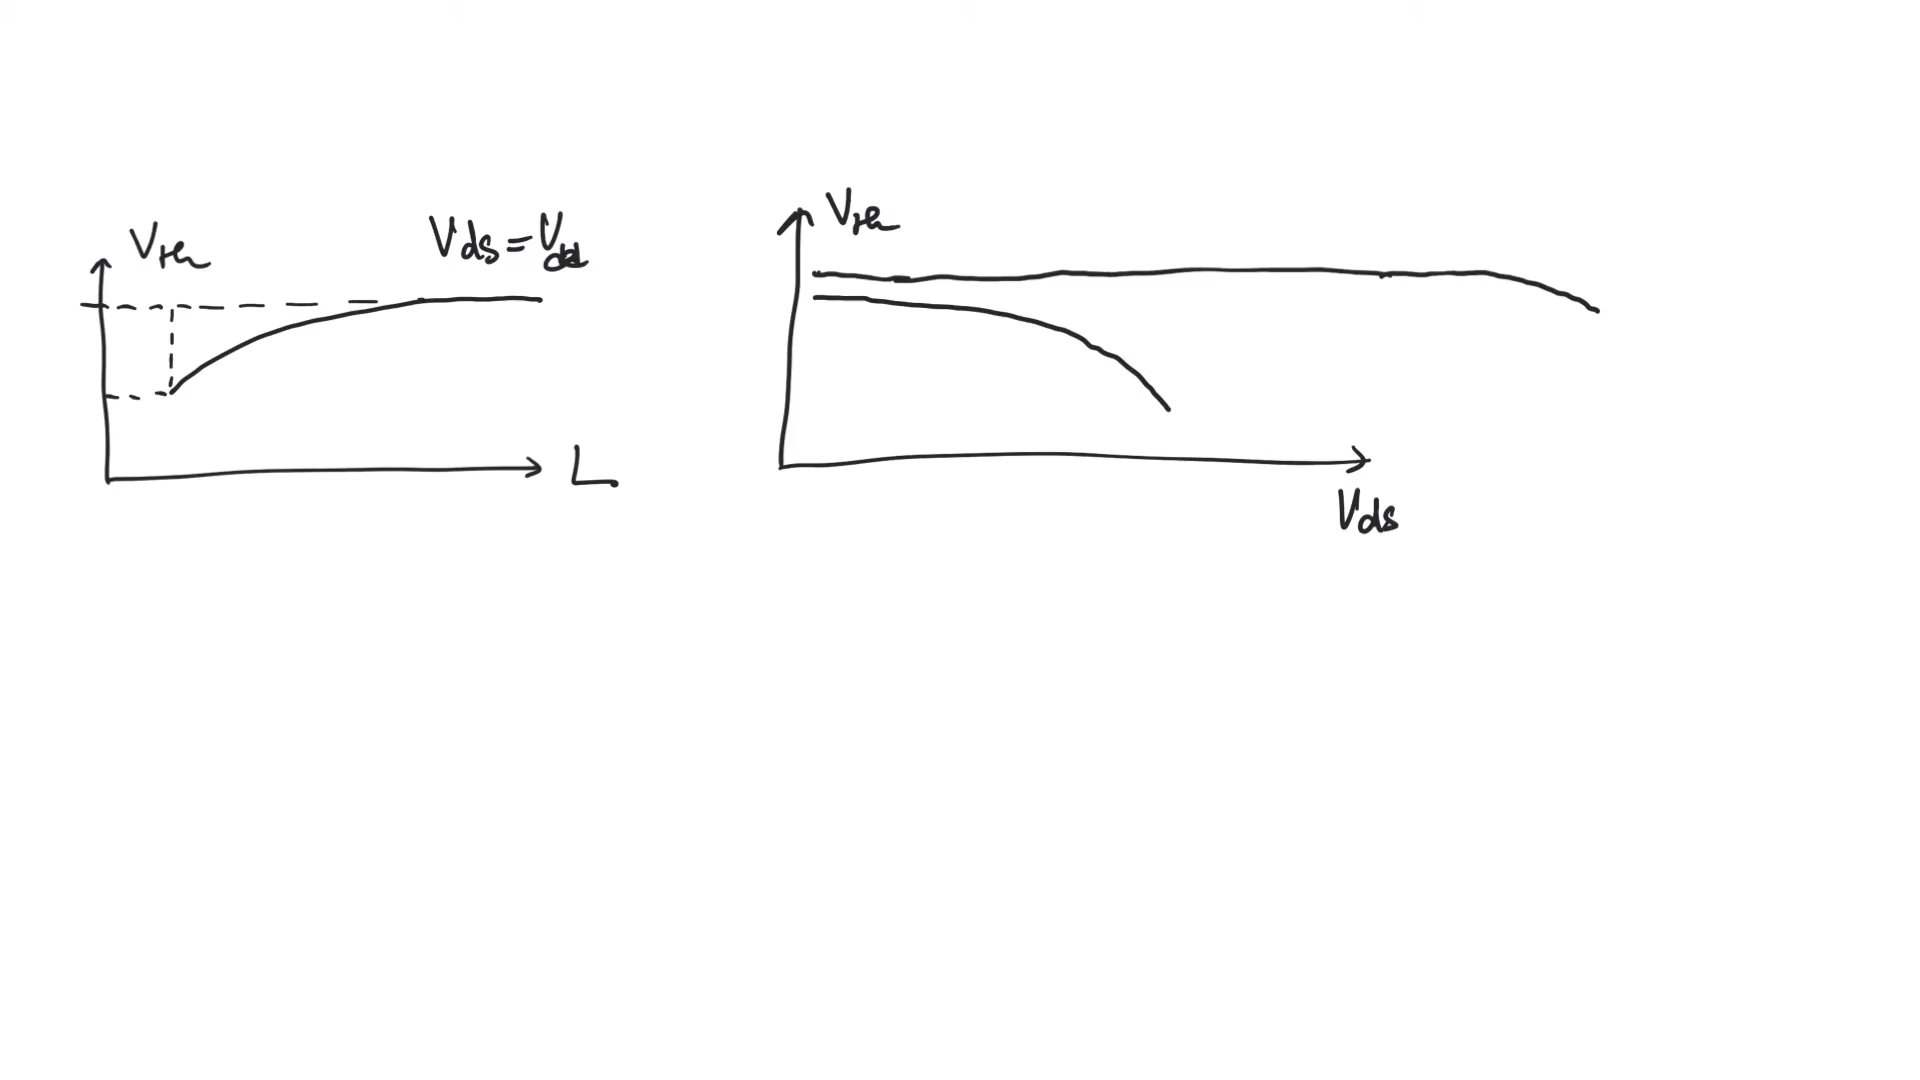 Vth
Vds = Vdd
L
Vth
Vds